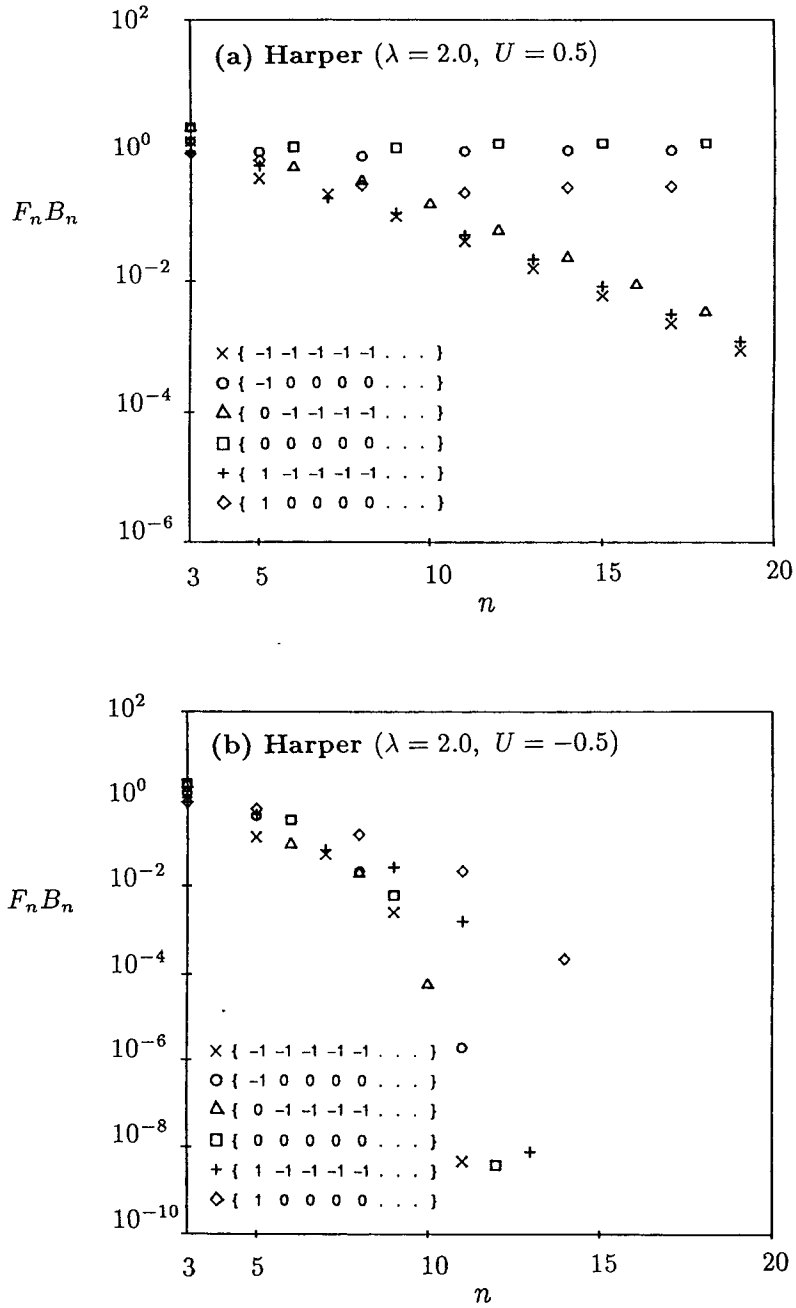 10^2
(a) Harper (λ = 2.0, U = 0.5)
10^0
F_nB_n
10^−2
× { −1 −1 −1 −1 −1 . . . }
○ { −1 0 0 0 0 . . . }
△ { 0 −1 −1 −1 −1 . . . }
10^−4
□ { 0 0 0 0 0 . . . }
+ { 1 −1 −1 −1 −1 . . . }
◇ { 1 0 0 0 0 . . . }
10^−6
3 5 10 15 20
n
10^2
(b) Harper (λ = 2.0, U = −0.5)
10^0
10^−2
F_nB_n
10^−4
10^−6
× { −1 −1 −1 −1 −1 . . . }
○ { −1 0 0 0 0 . . . }
△ { 0 −1 −1 −1 −1 . . . }
10^−8
□ { 0 0 0 0 0 . . . }
+ { 1 −1 −1 −1 −1 . . . }
◇ { 1 0 0 0 0 . . . }
10^−10
3 5 10 15 20
n